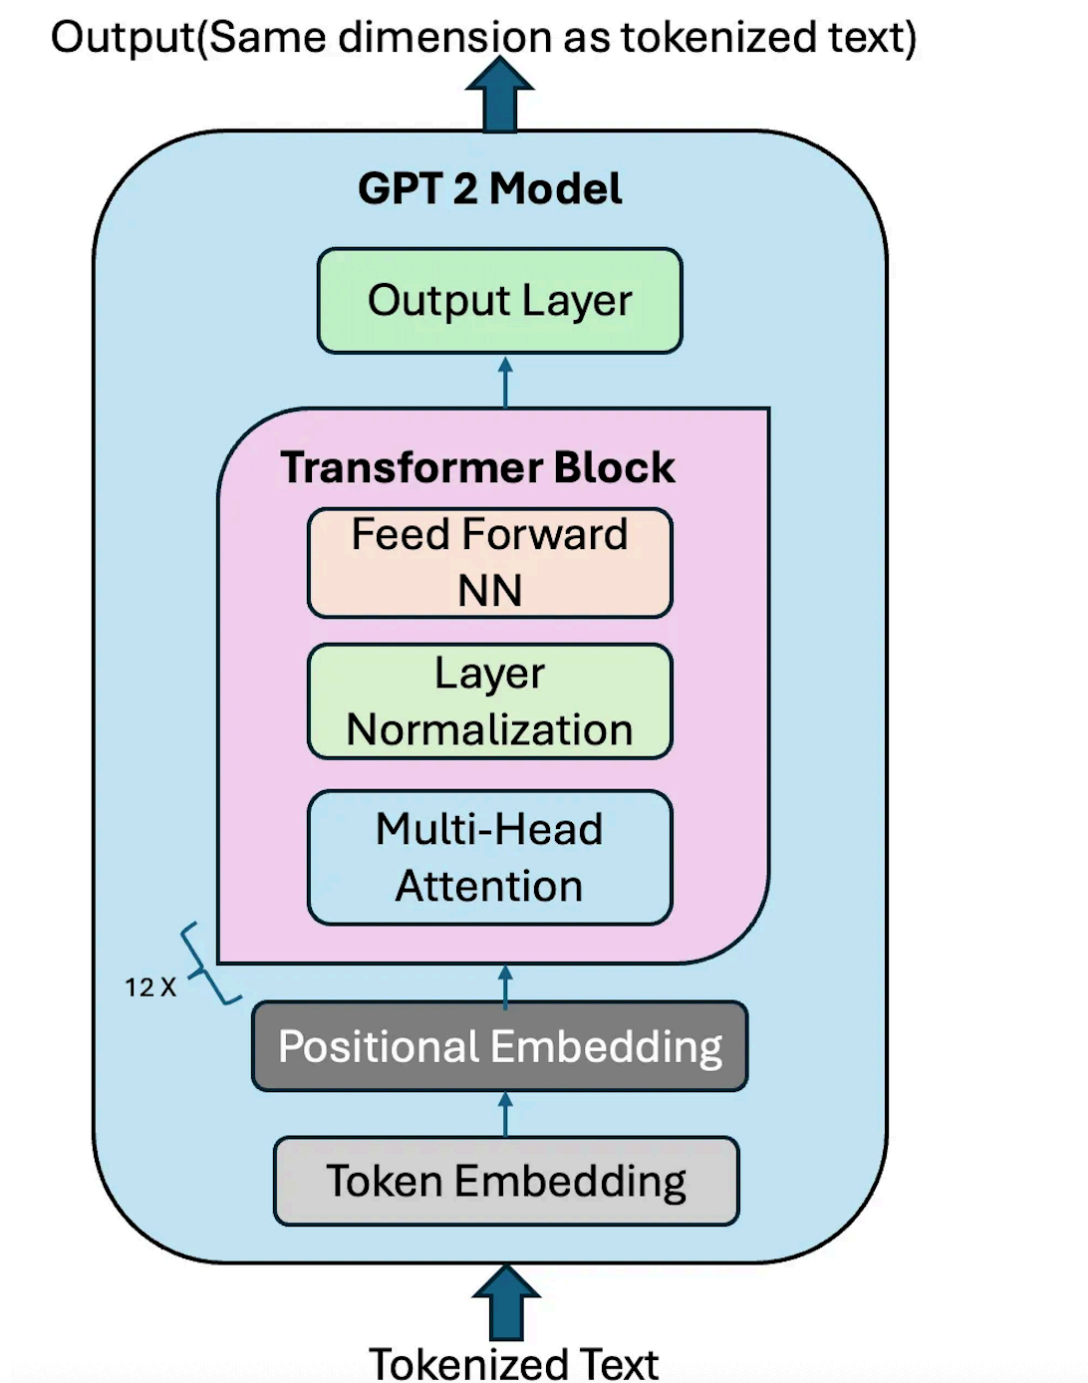 Output(Same dimension as tokenized text)
GPT 2 Model
Output Layer
Transformer Block
Feed Forward
NN
Layer
Normalization
Multi-Head
Attention
12 X
Positional Embedding
Token Embedding
Tokenized Text